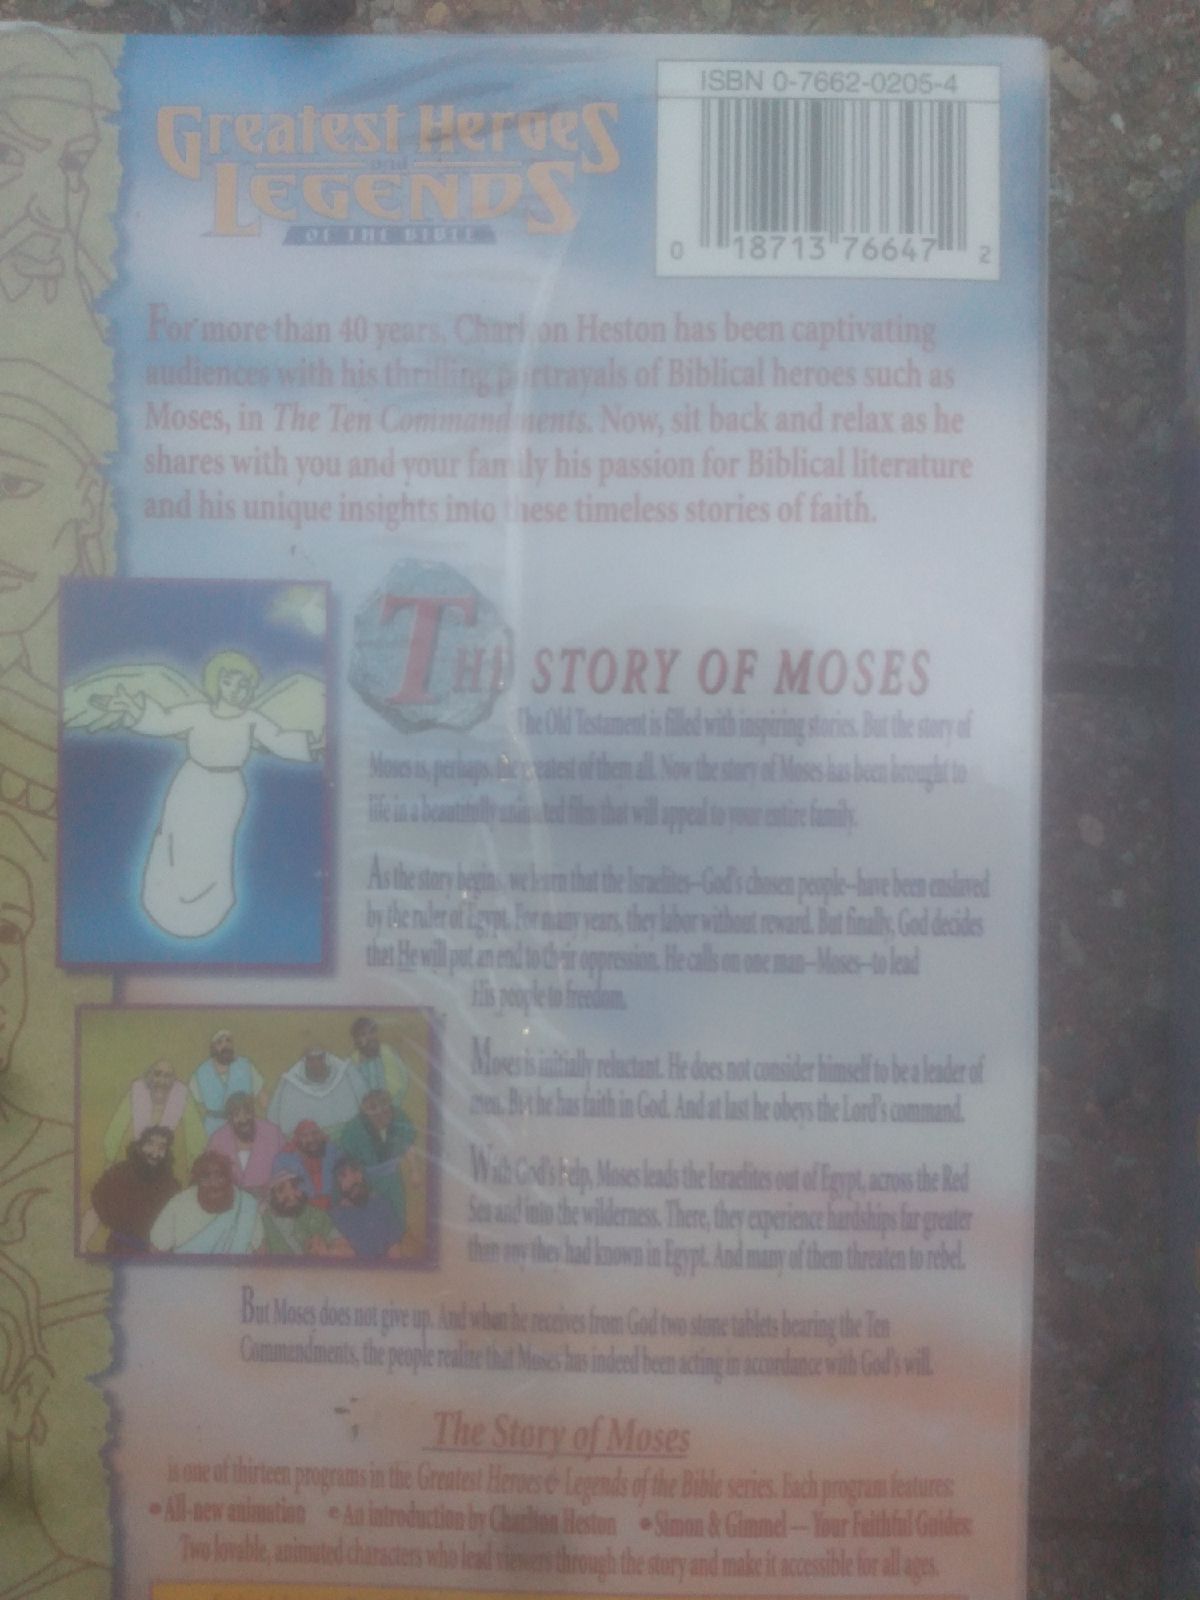 ISBN 0-7662-0205-4
Greatest Heroes
and
LEGENDS
OF THE BIBLE
0 18713 76647 2
For more than 40 years, Charlton Heston has been captivating
audiences with his thrilling portrayals of Biblical heroes such as
Moses, in The Ten Commandments. Now, sit back and relax as he
shares with you and your family his passion for Biblical literature
and his unique insights into these timeless stories of faith.
THE STORY OF MOSES
The Old Testament is filled with inspiring stories. But the story of
Moses is, perhaps, the greatest of them all. Now the story of Moses has been brought to
life in a beautifully animated film that will appeal to your entire family.
As the story begins, we learn that the Israelites–God's chosen people–have been enslaved
by the ruler of Egypt. For many years, they labor without reward. But finally, God decides
that He will put an end to their oppression. He calls on one man–Moses–to lead
His people to freedom.
Moses is initially reluctant. He does not consider himself to be a leader of
men. But he has faith in God. And at last he obeys the Lord's command.
With God's help, Moses leads the Israelites out of Egypt, across the Red
Sea and into the wilderness. There, they experience hardships far greater
than any they had known in Egypt. And many of them threaten to rebel.
But Moses does not give up. And when he receives from God two stone tablets bearing the Ten
Commandments, the people realize that Moses has indeed been acting in accordance with God's will.
The Story of Moses
is one of thirteen programs in the Greatest Heroes & Legends of the Bible series. Each program features:
• All-new animation • An introduction by Charlton Heston • Simon & Gimmel — Your Faithful Guides:
Two lovable, animated characters who lead viewers through the story and make it accessible for all ages.